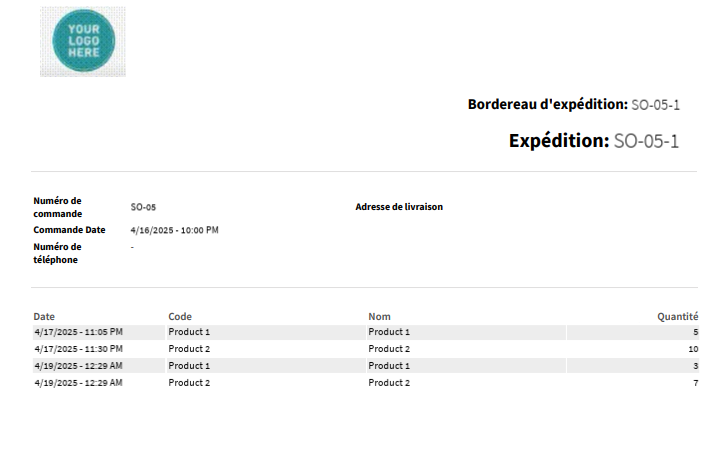 YOUR
LOGO
HERE
Bordereau d'expédition: SO-05-1
Expédition: SO-05-1
Numéro de
commande SO-05 Adresse de livraison
Commande Date 4/16/2025 - 10:00 PM
Numéro de
téléphone -
Date Code Nom Quantité
4/17/2025 - 11:05 PM Product 1 Product 1 5
4/17/2025 - 11:30 PM Product 2 Product 2 10
4/19/2025 - 12:29 AM Product 1 Product 1 3
4/19/2025 - 12:29 AM Product 2 Product 2 7